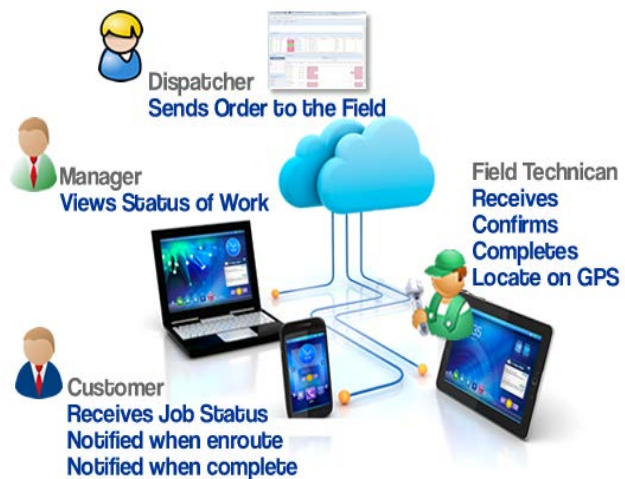 Dispatcher
Sends Order to the Field
Manager
Views Status of Work
Field Technican
Receives
Confirms
Completes
Locate on GPS
Customer
Receives Job Status
Notified when enroute
Notified when complete